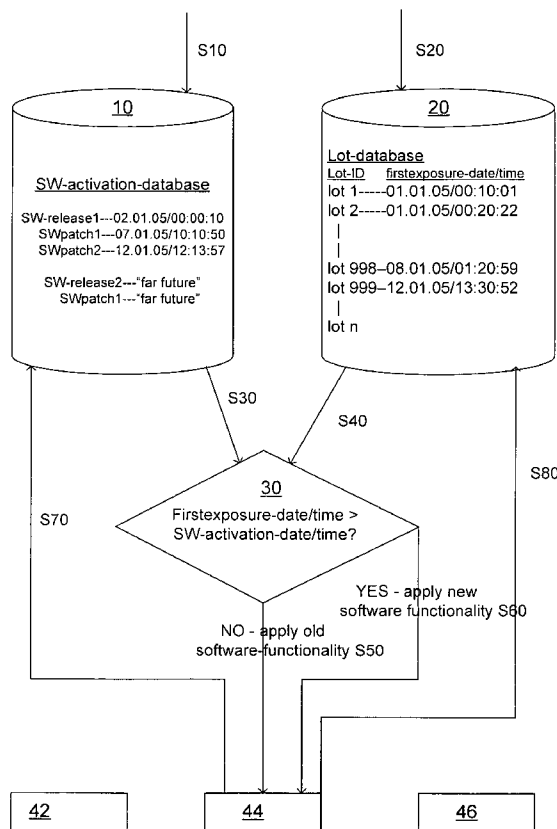 S10
S20
10
SW-activation-database
SW-release1---02.01.05/00:00:10
SWpatch1---07.01.05/10:10:50
SWpatch2---12.01.05/12:13:57
SW-release2---"far future"
SWpatch1---"far future"
20
Lot-database
Lot-ID firstexposure-date/time
lot 1-----01.01.05/00:10:01
lot 2-----01.01.05/00:20:22
lot 998–08.01.05/01:20:59
lot 999–12.01.05/13:30:52
lot n
S30
S40
S70
S80
30
Firstexposure-date/time >
SW-activation-date/time?
YES - apply new
software functionality S60
NO - apply old
software-functionality S50
42
44
46